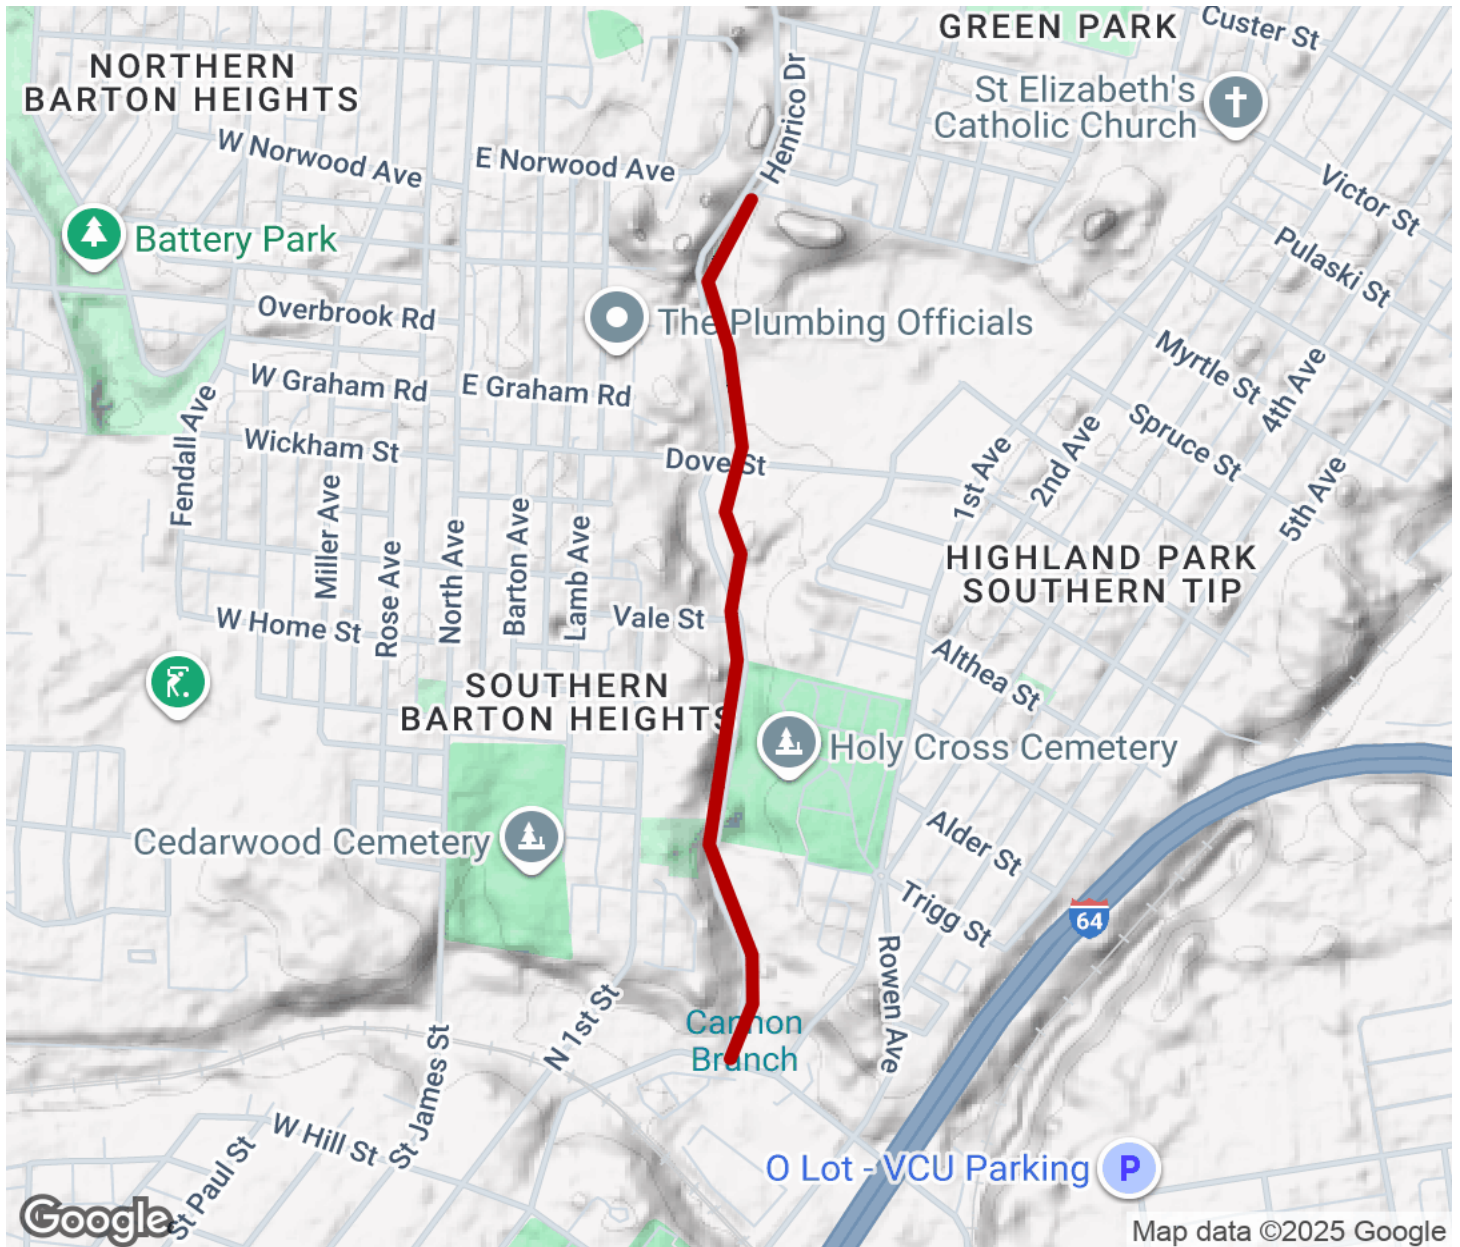 GREEN PARK
Custer St
NORTHERN
BARTON HEIGHTS
Henrico Dr
St Elizabeth's
Catholic Church
W Norwood Ave
E Norwood Ave
Victor St
Battery Park
Pulaski St
Overbrook Rd
The Plumbing Officials
Myrtle St
4th Ave
W Graham Rd
E Graham Rd
Fendall Ave
Wickham St
Dove St
1st Ave
2nd Ave
Spruce St
5th Ave
Miller Ave
Rose Ave
North Ave
Barton Ave
Lamb Ave
HIGHLAND PARK
SOUTHERN TIP
W Home St
Vale St
Althea St
SOUTHERN
BARTON HEIGHTS
Holy Cross Cemetery
Cedarwood Cemetery
Alder St
Trigg St
64
Rowen Ave
N 1st St
Cannon
Branch
St James St
W Hill St
St Paul St
O Lot - VCU Parking
P
Google
Map data ©2025 Google